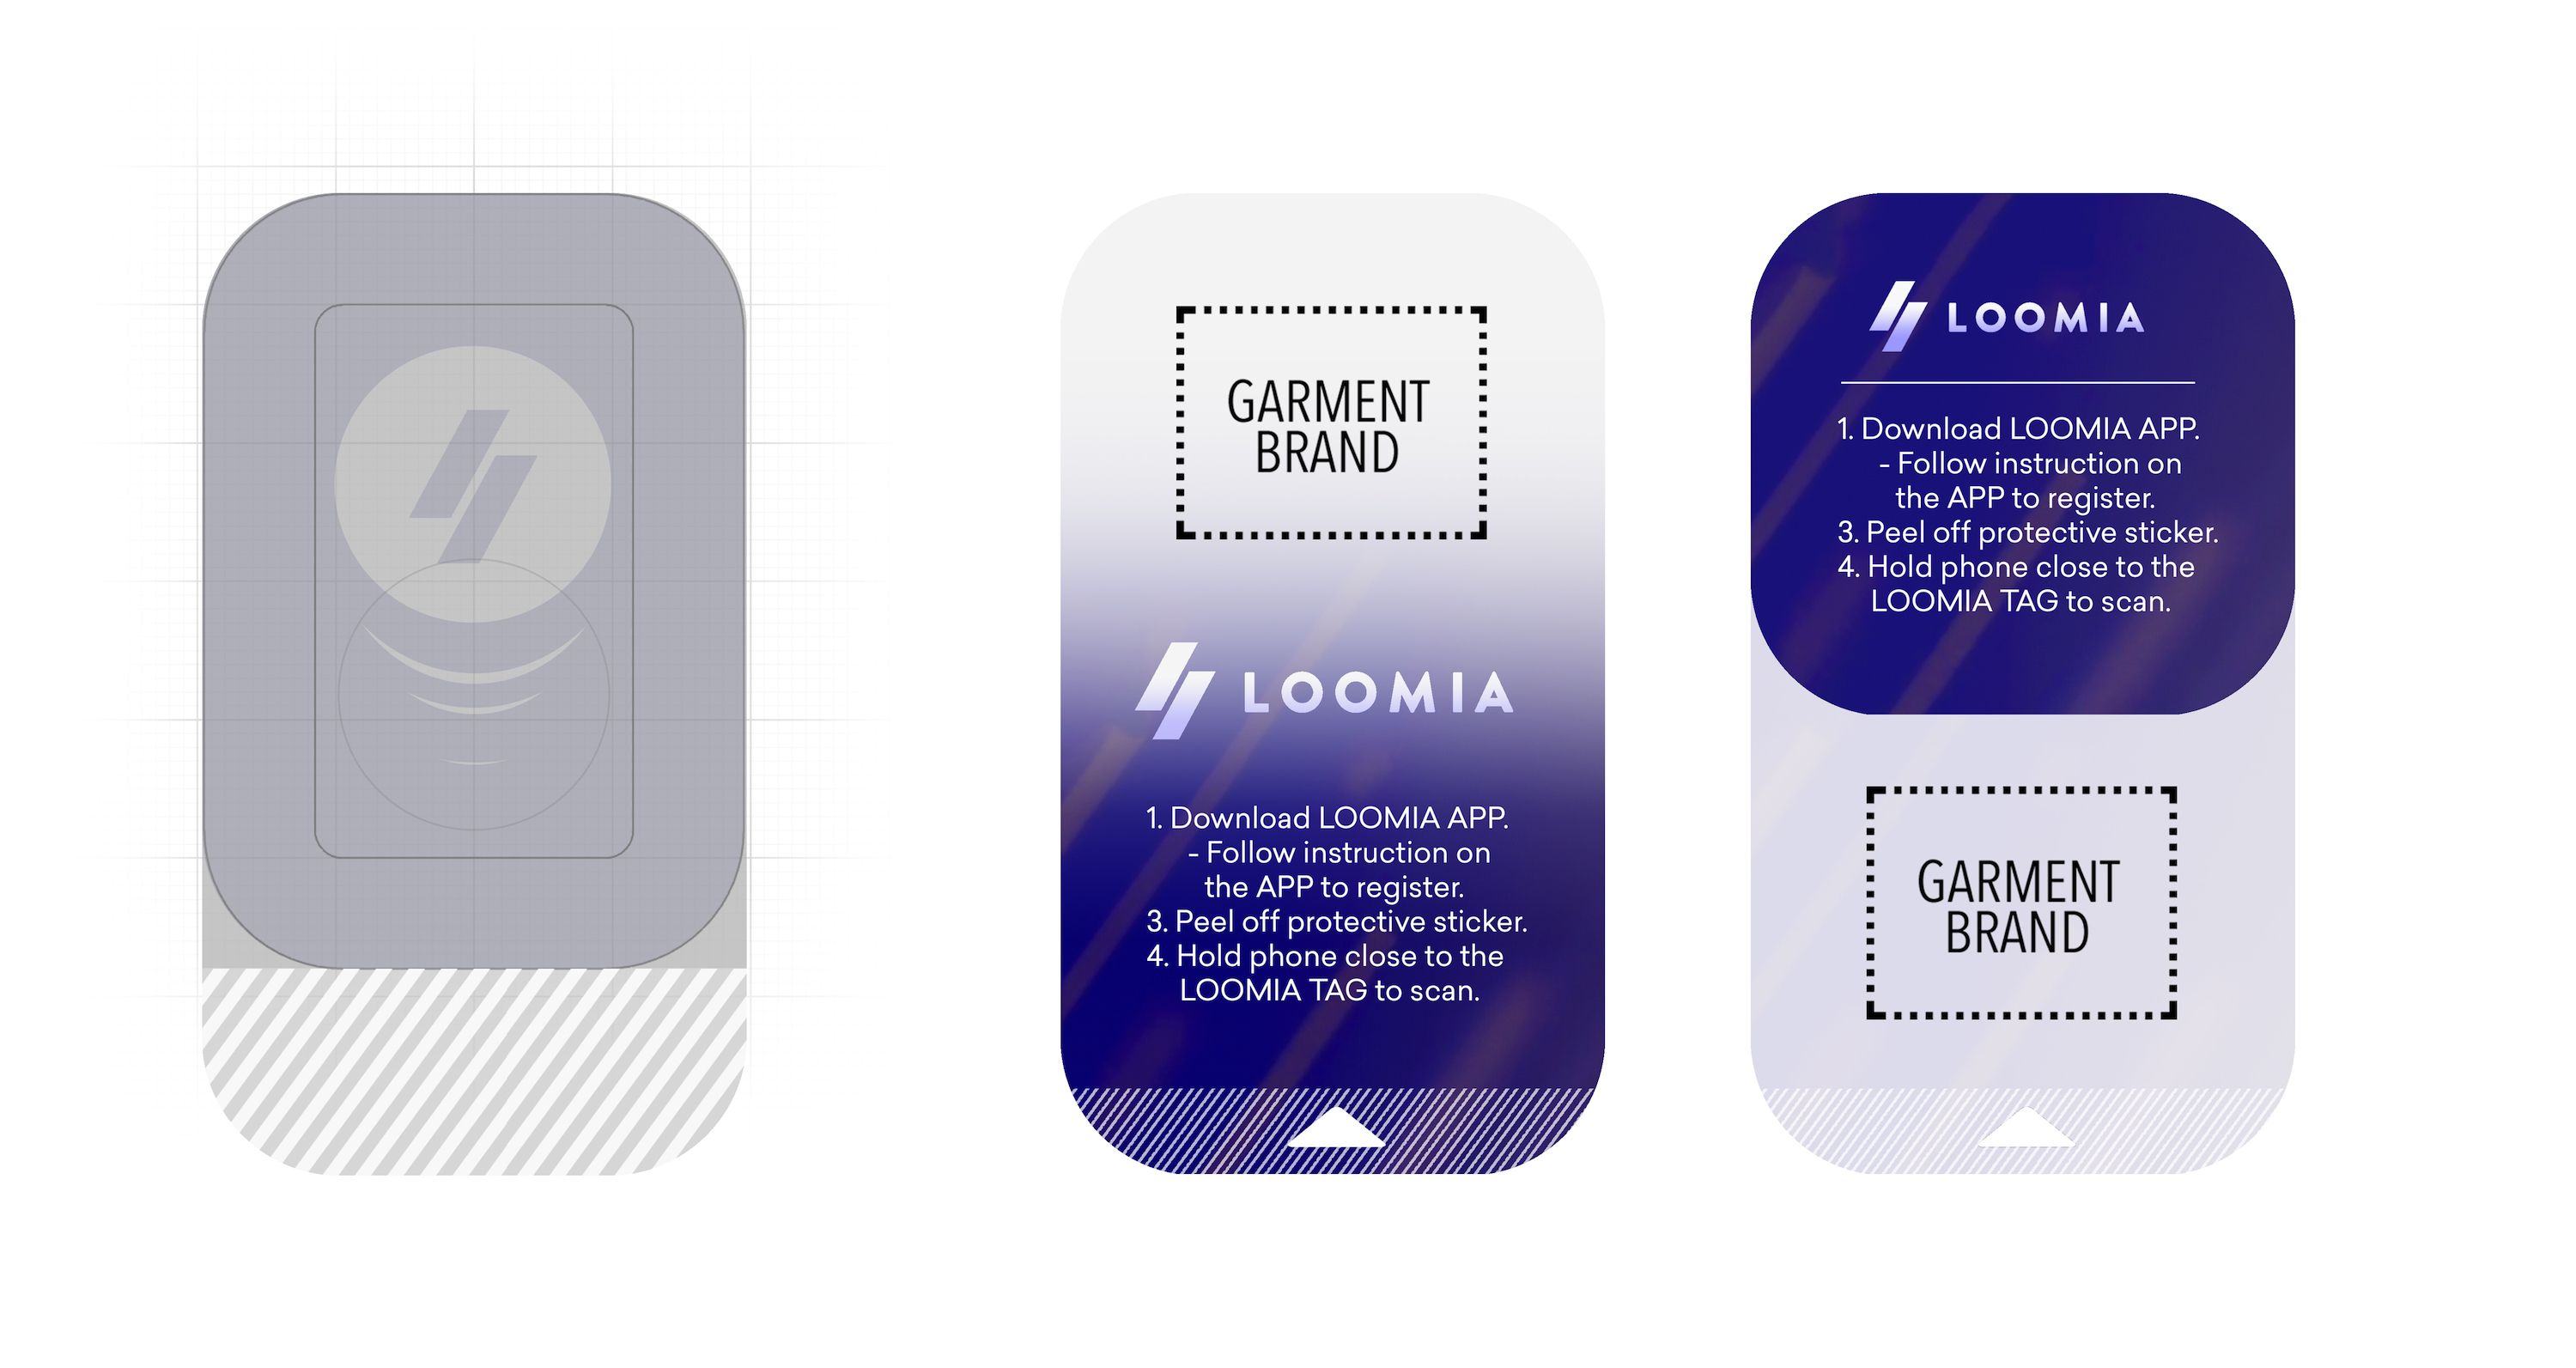 GARMENT
BRAND
LOOMIA
1. Download LOOMIA APP.
- Follow instruction on
the APP to register.
3. Peel off protective sticker.
4. Hold phone close to the
LOOMIA TAG to scan.
LOOMIA
1. Download LOOMIA APP.
- Follow instruction on
the APP to register.
3. Peel off protective sticker.
4. Hold phone close to the
LOOMIA TAG to scan.
GARMENT
BRAND